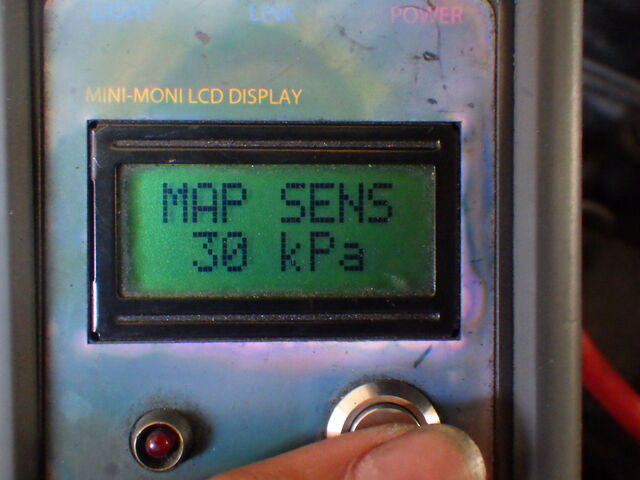 LIGHT LINK POWER
MINI-MONI LCD DISPLAY
MAP SENS
30 kPa